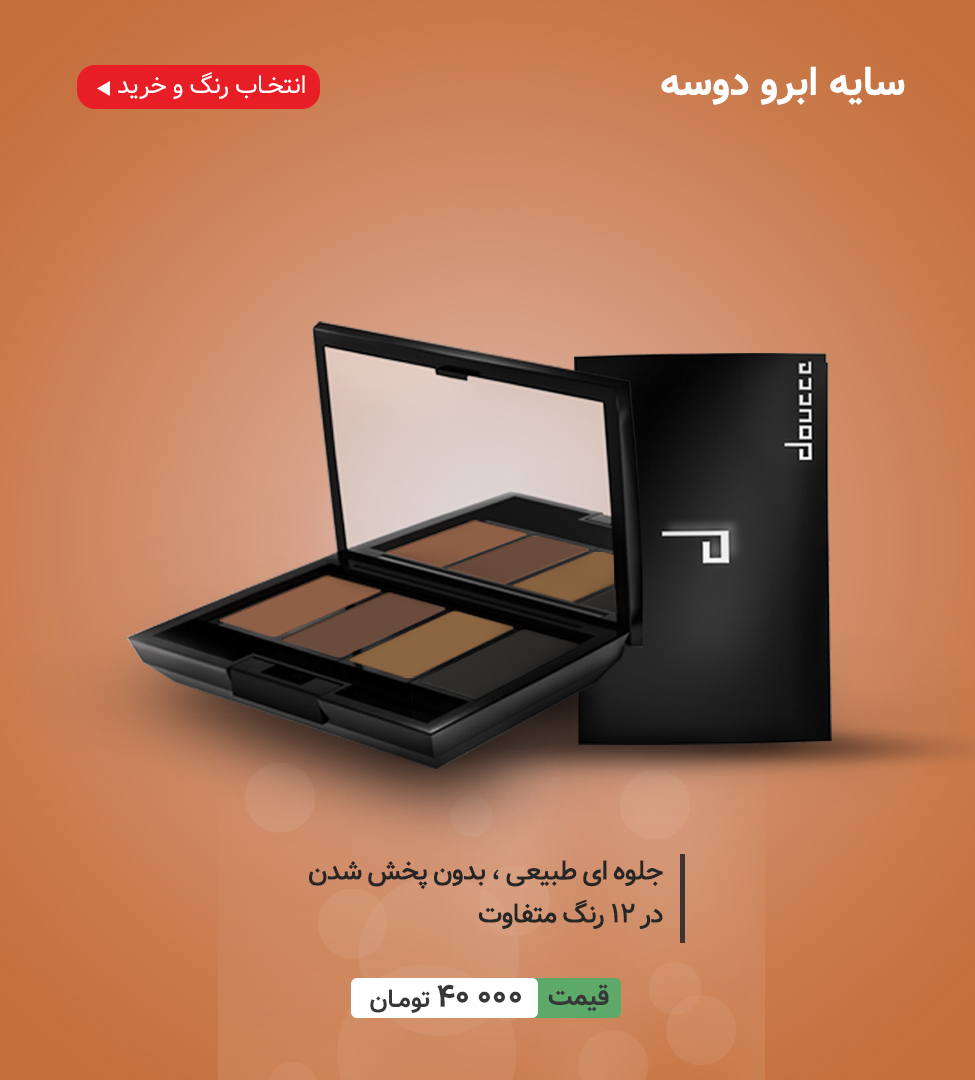 سایه ابرو دوسه
انتخاب رنگ و خرید ◀
doucce
جلوه ای طبیعی ، بدون پخش شدن
در ۱۲ رنگ متفاوت
قیمت ۴۰ ۰۰۰ تومان